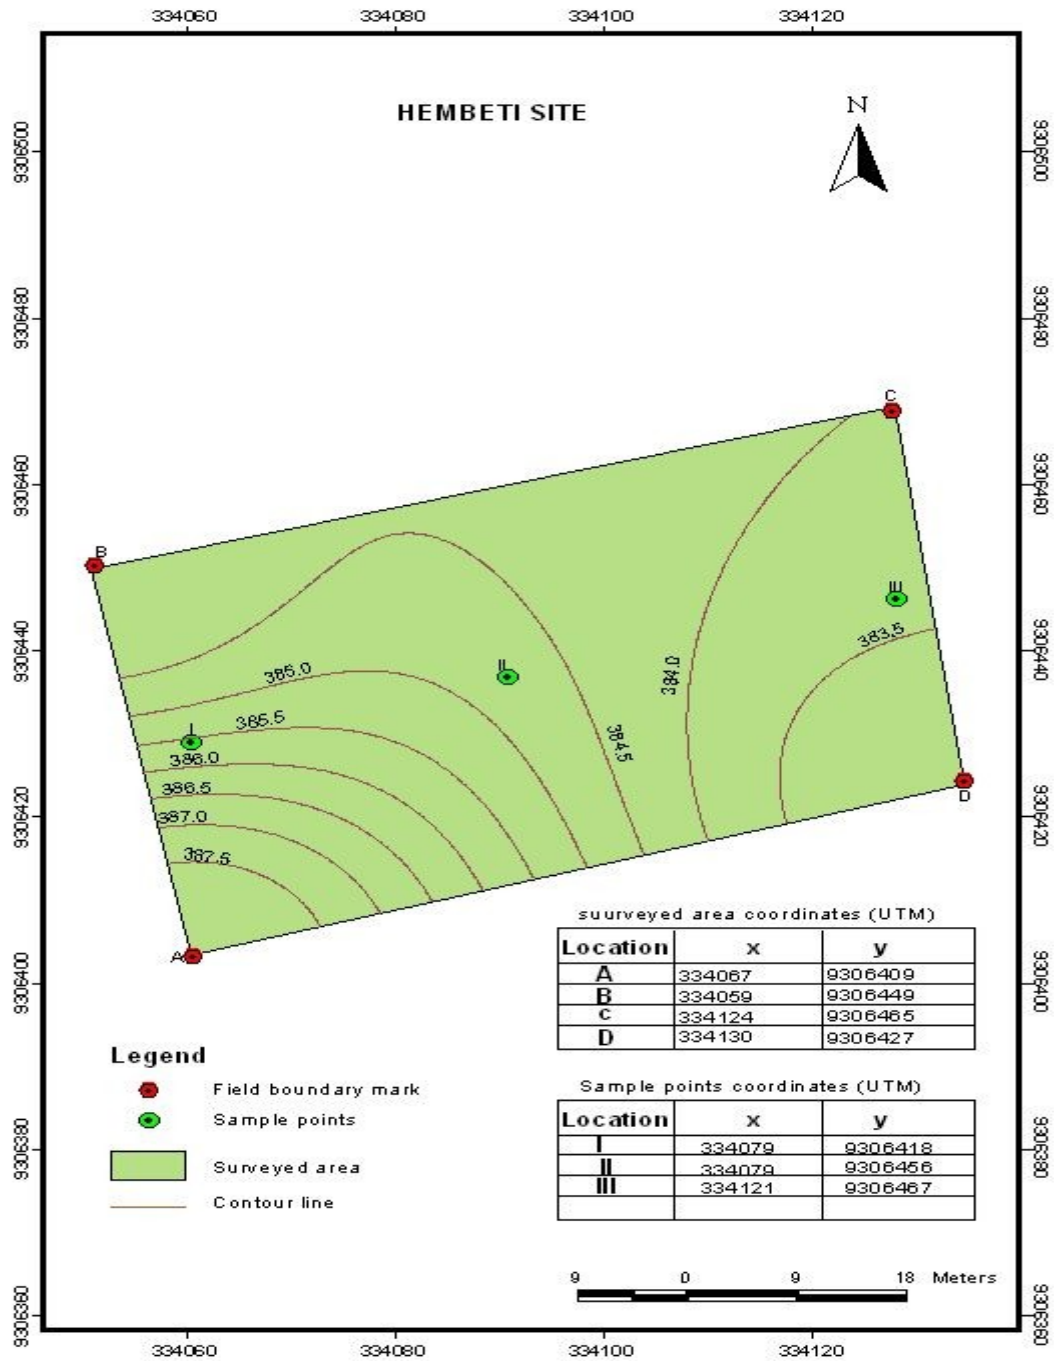 334060 334080 334100 334120
HEMBETI SITE
N
9306500 9306500
9306480 9306480
C
9306460 9306460
B
III
9306440 383.5 9306440
II
384.0
385.0
I
385.5
384.5
386.0
386.5
D
387.0
9306420 9306420
387.5
suurveyed area coordinates (UTM)
Location x y
A
A 334067 9306409
9306400 9306400
B 334059 9306449
c 334124 9306465
D 334130 9306427
Legend
Field boundary mark
Sample points coordinates (UTM)
Sample points
Location x y
I 334079 9306418
9306380 9306380
Surveyed area
II 334079 9306456
III 334121 9306467
Contour line
9 0 9 18 Meters
9306360 9306360
334060 334080 334100 334120